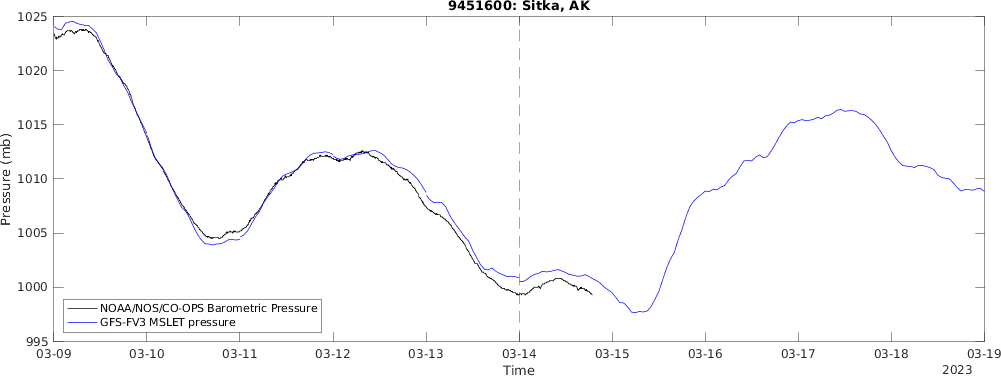 9451600: Sitka, AK
1025
1020
1015
1010
1005
1000
995
Pressure (mb)
NOAA/NOS/CO-OPS Barometric Pressure
GFS-FV3 MSLET pressure
03-09 03-10 03-11 03-12 03-13 03-14 03-15 03-16 03-17 03-18 03-19
Time
2023